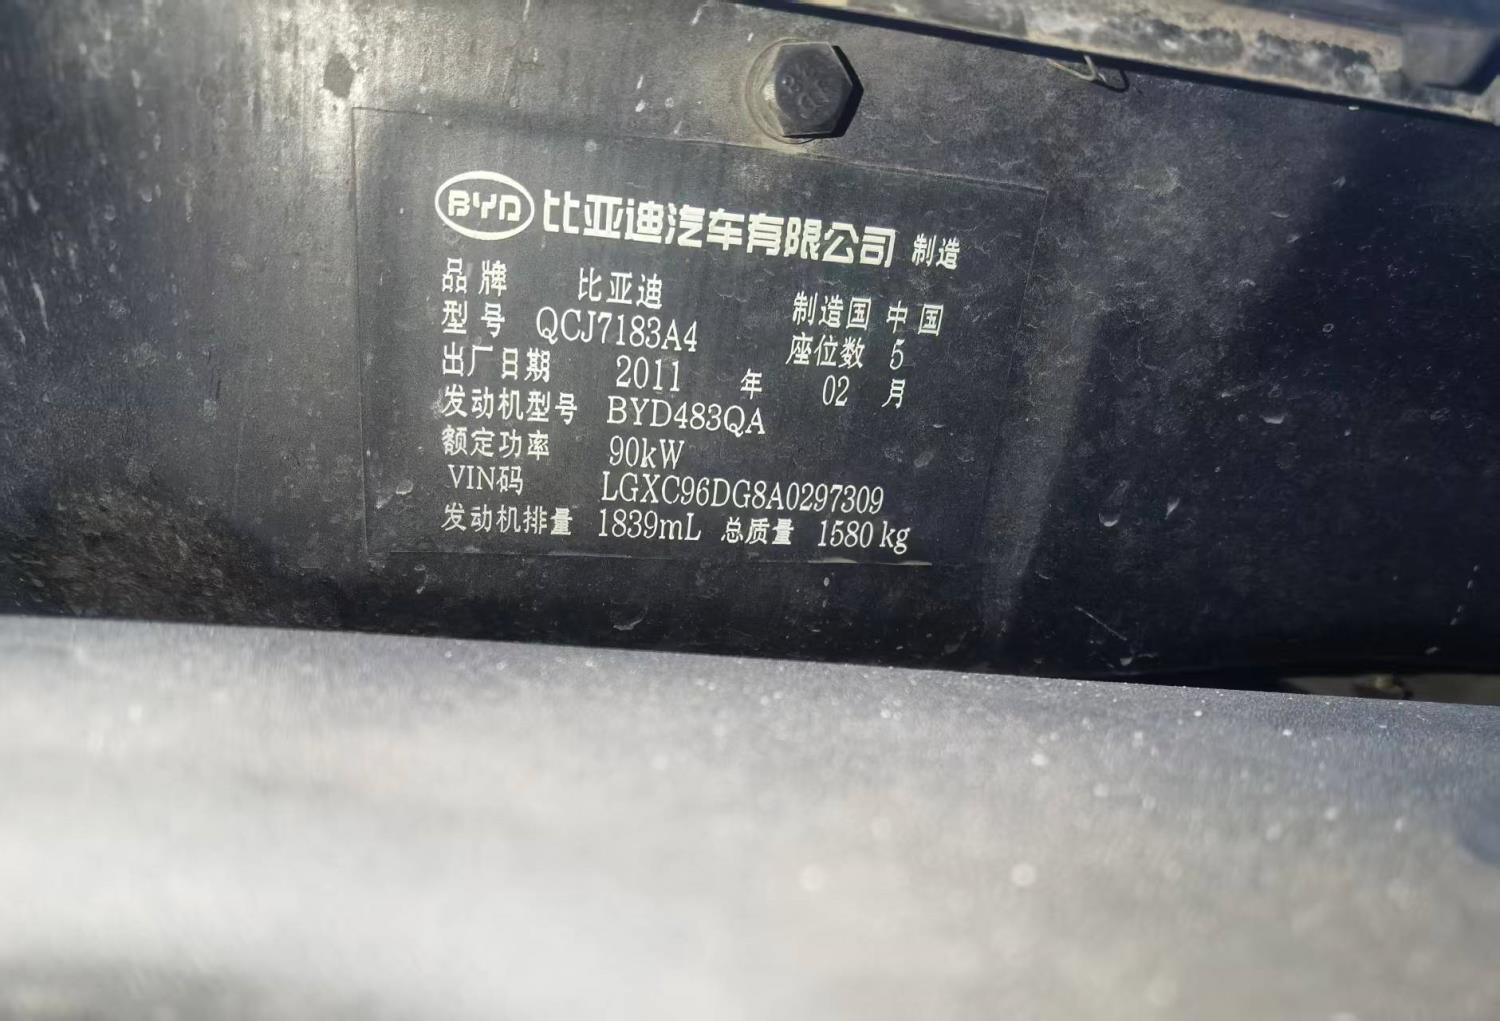 BYD 比亚迪汽车有限公司 制造
品牌 比亚迪 制造国 中国
型号 QCJ7183A4 座位数 5
出厂日期 2011 年 02 月
发动机型号 BYD483QA
额定功率 90kW
VIN码 LGXC96DG8A0297309
发动机排量 1839mL 总质量 1580kg